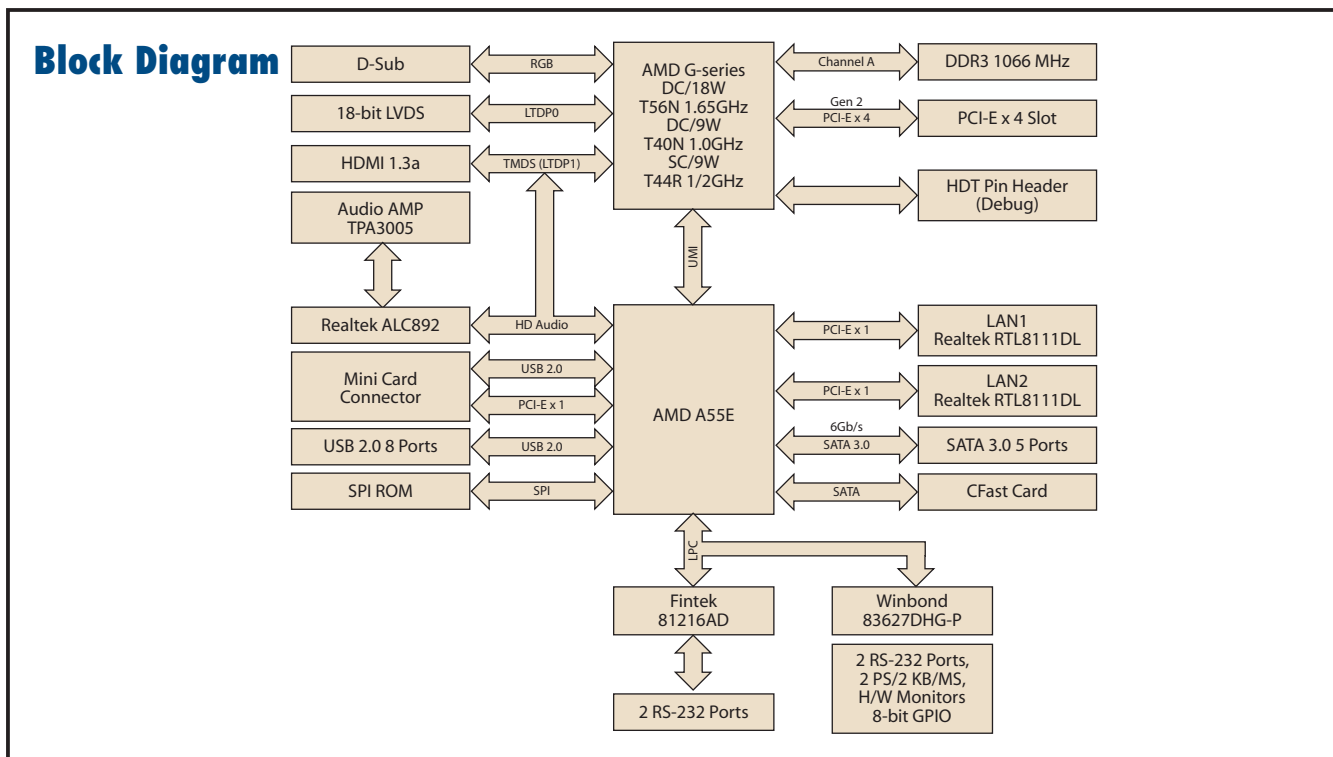 Block Diagram
D-Sub
RGB
18-bit LVDS
LTDP0
HDMI 1.3a
TMDS (LTDP1)
Audio AMP
TPA3005
AMD G-series
DC/18W
T56N 1.65GHz
DC/9W
T40N 1.0GHz
SC/9W
T44R 1/2GHz
Channel A
DDR3 1066 MHz
Gen 2
PCI-E x 4
PCI-E x 4 Slot
HDT Pin Header
(Debug)
UMI
Realtek ALC892
HD Audio
Mini Card
Connector
USB 2.0
PCI-E x 1
USB 2.0 8 Ports
USB 2.0
SPI ROM
SPI
AMD A55E
PCI-E x 1
LAN1
Realtek RTL8111DL
PCI-E x 1
LAN2
Realtek RTL8111DL
6Gb/s
SATA 3.0
SATA 3.0 5 Ports
SATA
CFast Card
LPC
Fintek
81216AD
2 RS-232 Ports
Winbond
83627DHG-P
2 RS-232 Ports,
2 PS/2 KB/MS,
H/W Monitors
8-bit GPIO